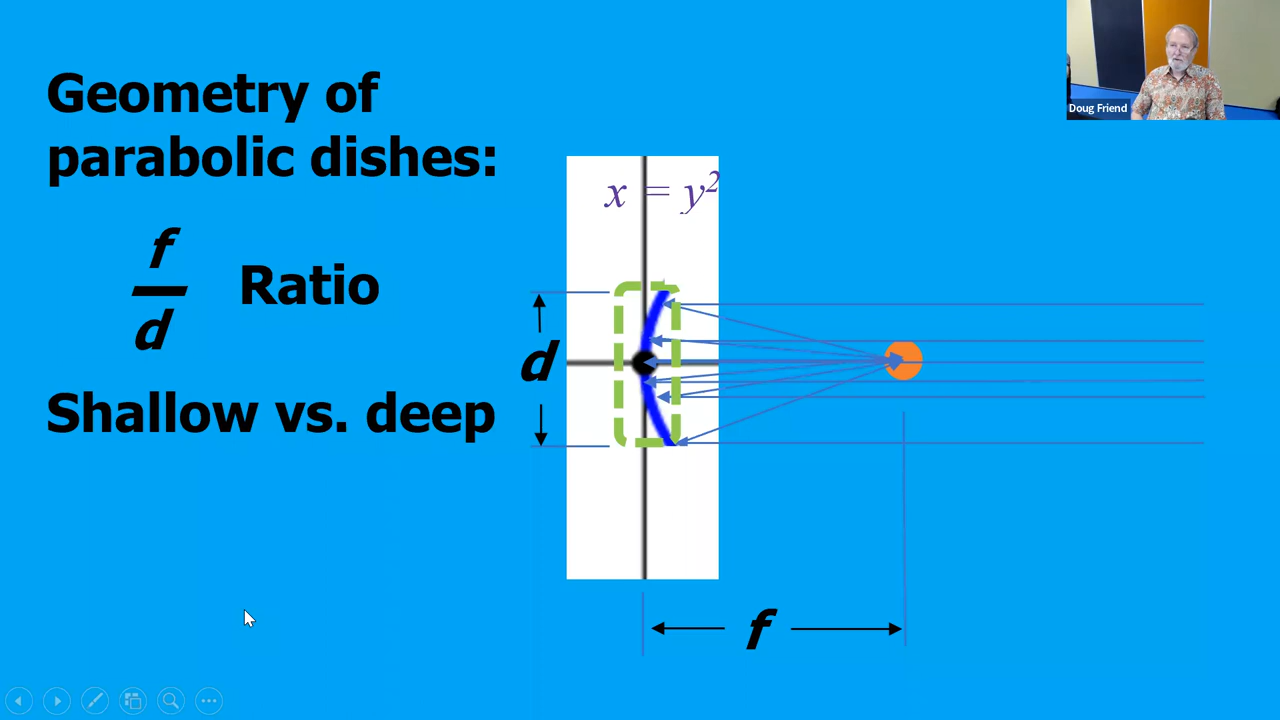 Doug Friend
Geometry of
parabolic dishes:
f
d
Ratio
Shallow vs. deep
x = y²
d
f